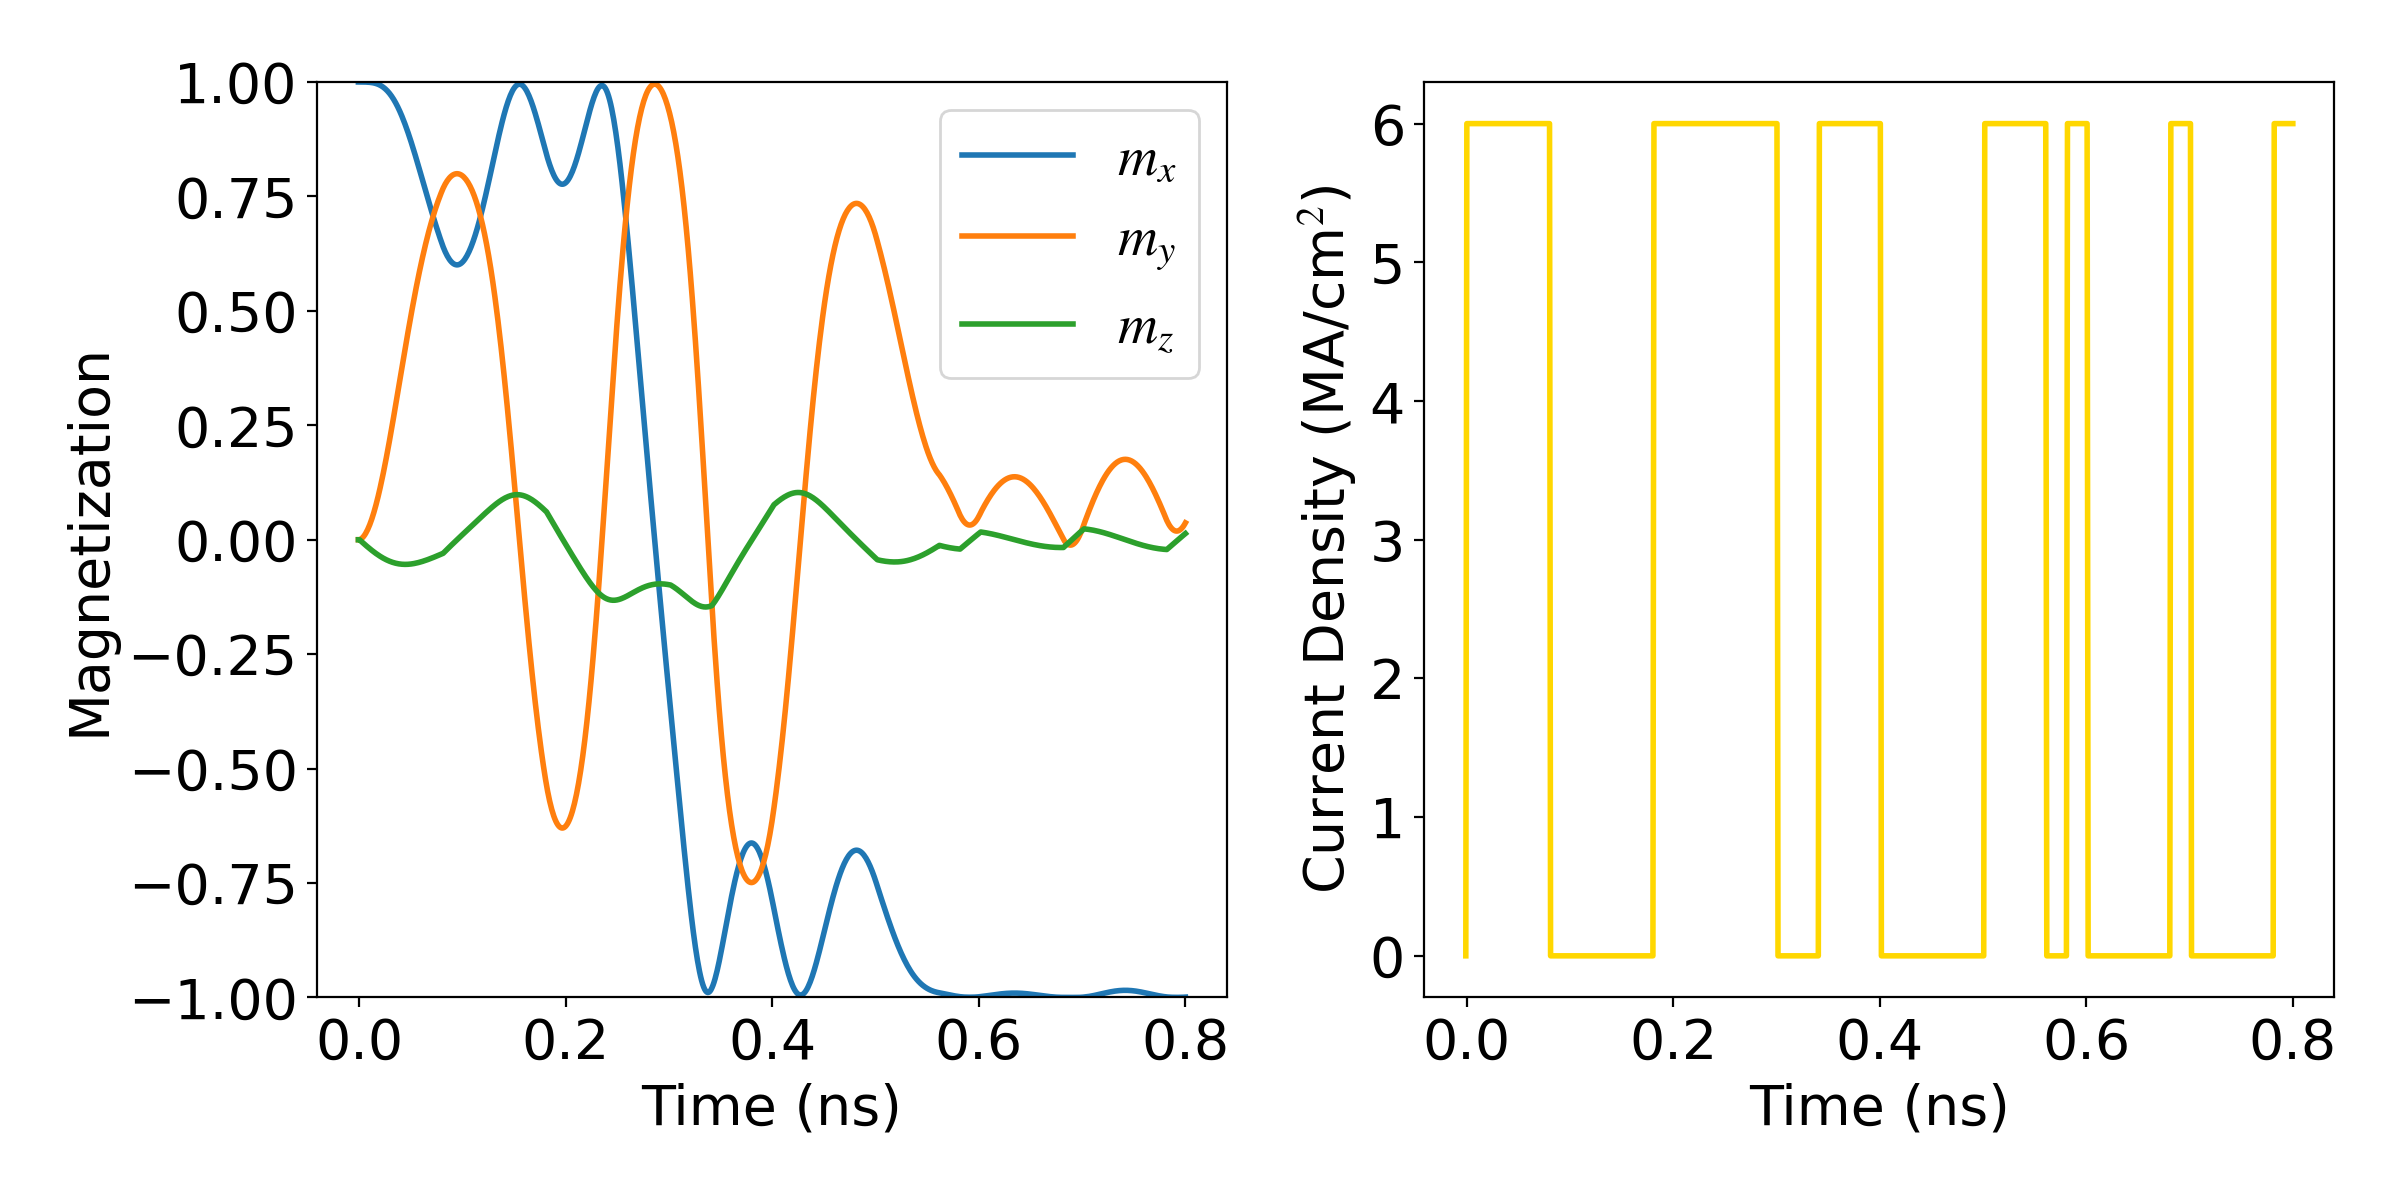 Magnetization
1.00
0.75
0.50
0.25
0.00
−0.25
−0.50
−0.75
−1.00
0.0 0.2 0.4 0.6 0.8
Time (ns)
mₓ
m_y
m_z
Current Density (MA/cm²)
6
5
4
3
2
1
0
0.0 0.2 0.4 0.6 0.8
Time (ns)